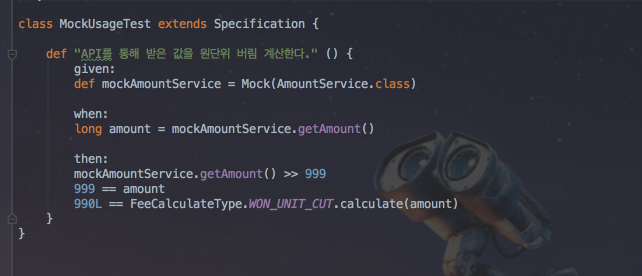 class MockUsageTest extends Specification {
def "API를 통해 받은 값을 원단위 버림 계산한다." () {
given:
def mockAmountService = Mock(AmountService.class)
when:
long amount = mockAmountService.getAmount()
then:
mockAmountService.getAmount() >> 999
999 == amount
990L == FeeCalculateType.WON_UNIT_CUT.calculate(amount)
}
}